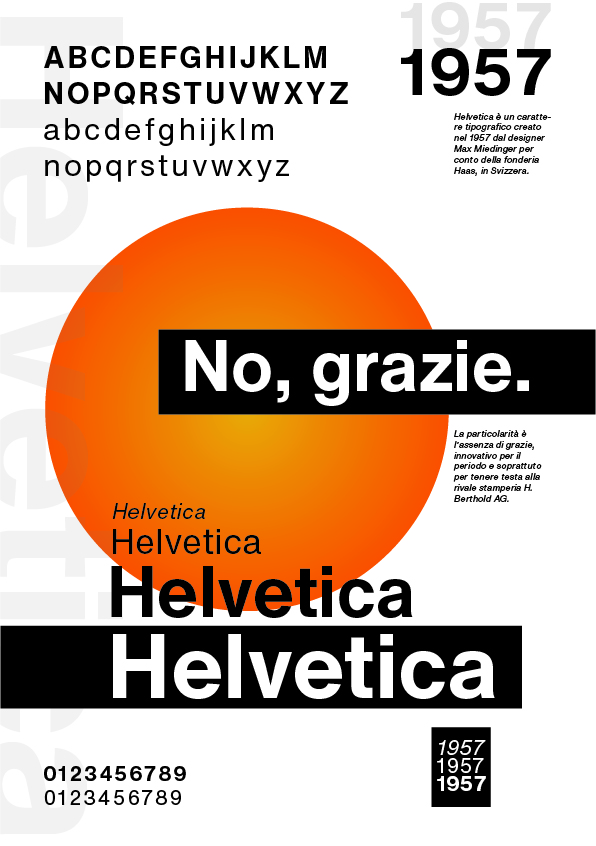 ABCDEFGHIJKLM
NOPQRSTUVWXYZ
abcdefghijklm
nopqrstuvwxyz
1957
1957
Helvetica è un caratte-
re tipografico creato
nel 1957 dal designer
Max Miedinger per
conto della fonderia
Haas, in Svizzera.
Helvetica
No, grazie.
La particolarità è
l'assenza di grazie,
innovativo per il
periodo e soprattuto
per tenere testa alla
rivale stamperia H.
Berthold AG.
Helvetica
Helvetica
Helvetica
Helvetica
0123456789
0123456789
1957
1957
1957